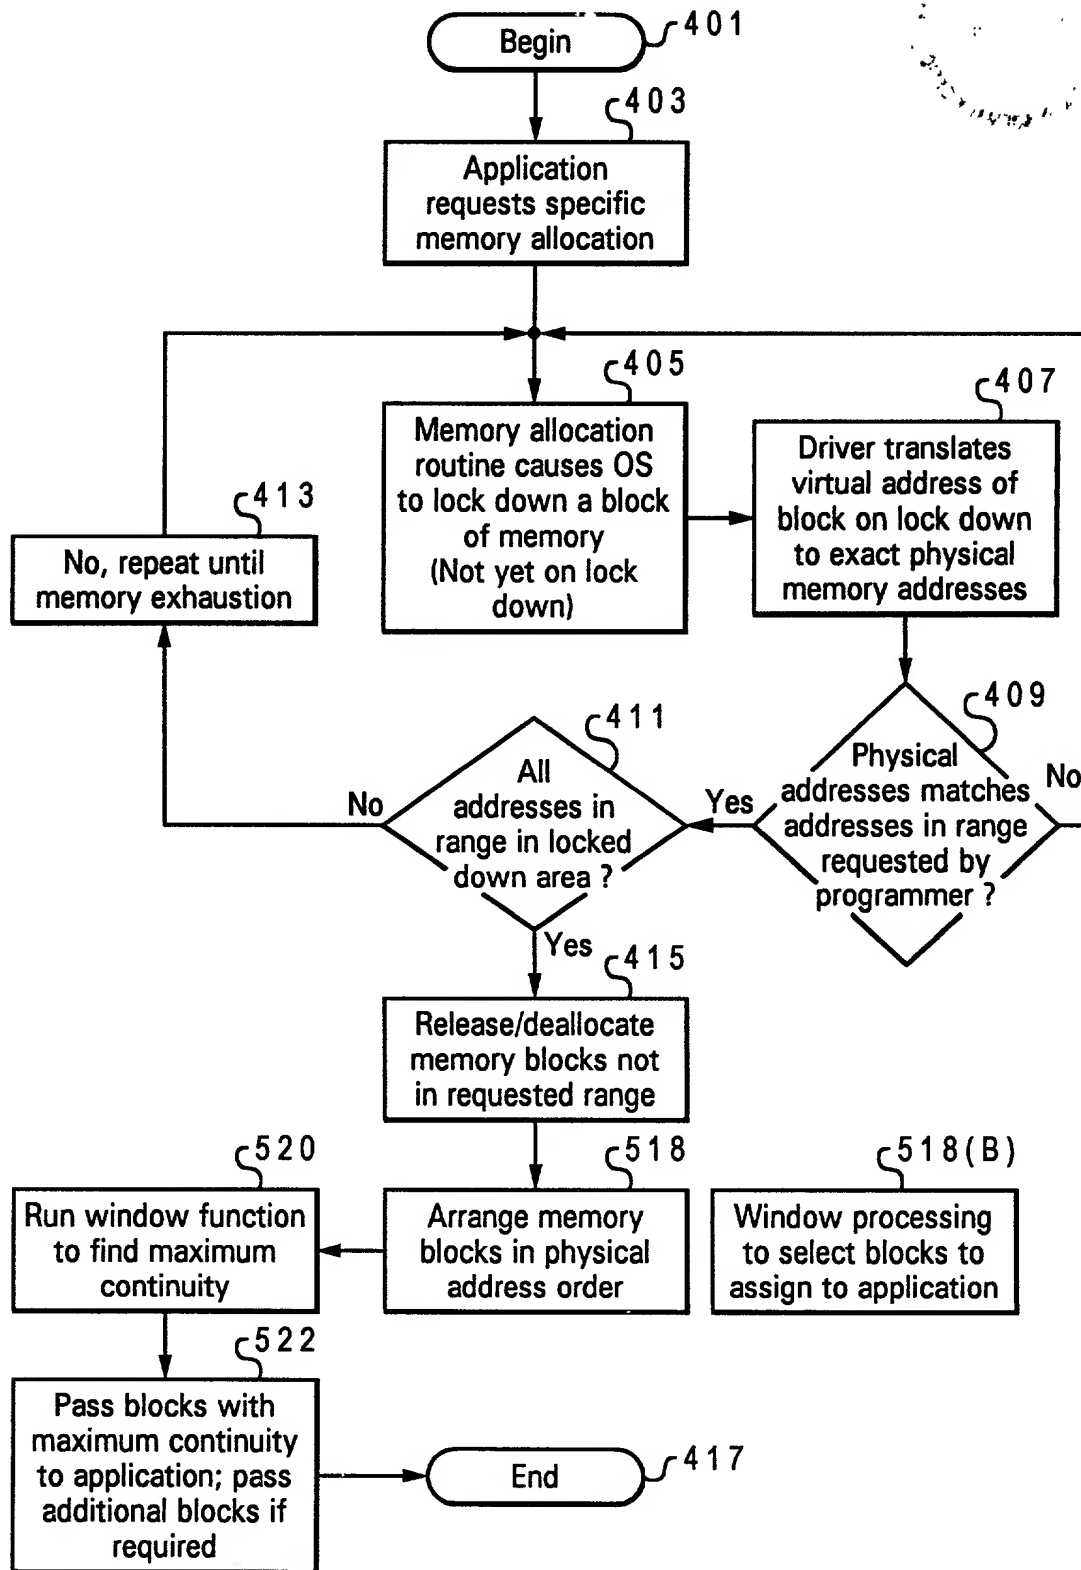 Begin
401
403
Application
requests specific
memory allocation
405
Memory allocation
routine causes OS
to lock down a block
of memory
(Not yet on lock
down)
407
Driver translates
virtual address of
block on lock down
to exact physical
memory addresses
413
No, repeat until
memory exhaustion
409
Physical
addresses matches
addresses in range
requested by
programmer ?
No
Yes
411
All
addresses in
range in locked
down area ?
No
Yes
415
Release/deallocate
memory blocks not
in requested range
518
Arrange memory
blocks in physical
address order
518(B)
Window processing
to select blocks to
assign to application
520
Run window function
to find maximum
continuity
522
Pass blocks with
maximum continuity
to application; pass
additional blocks if
required
End
417